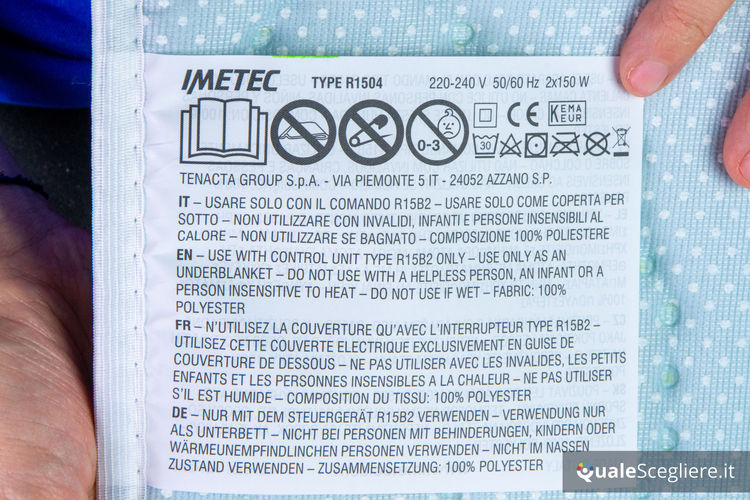 IMETEC TYPE R1504 220-240 V 50/60 Hz 2x150 W
0-3 CE KEMA KEUR 30
TENACTA GROUP S.p.A. - VIA PIEMONTE 5 IT - 24052 AZZANO S.P.
IT – USARE SOLO CON IL COMANDO R15B2 – USARE SOLO COME COPERTA PER
SOTTO – NON UTILIZZARE CON INVALIDI, INFANTI E PERSONE INSENSIBILI AL
CALORE – NON UTILIZZARE SE BAGNATO – COMPOSIZIONE 100% POLIESTERE
EN – USE WITH CONTROL UNIT TYPE R15B2 ONLY – USE ONLY AS AN
UNDERBLANKET – DO NOT USE WITH A HELPLESS PERSON, AN INFANT OR A
PERSON INSENSITIVE TO HEAT – DO NOT USE IF WET – FABRIC: 100%
POLYESTER
FR – N'UTILISEZ LA COUVERTURE QU'AVEC L'INTERRUPTEUR TYPE R15B2 –
UTILISEZ CETTE COUVERTURE ELECTRIQUE EXCLUSIVEMENT EN GUISE DE
COUVERTURE DE DESSOUS – NE PAS UTILISER AVEC LES INVALIDES, LES PETITS
ENFANTS ET LES PERSONNES INSENSIBLES A LA CHALEUR – NE PAS UTILISER
S'IL EST HUMIDE – COMPOSITION DU TISSU: 100% POLYESTER
DE – NUR MIT DEM STEUERGERÄT R15B2 VERWENDEN – VERWENDUNG NUR
ALS UNTERBETT – NICHT BEI PERSONEN MIT BEHINDERUNGEN, KINDERN ODER
WÄRMEUNEMPFINDLICHEN PERSONEN VERWENDEN – NICHT IM NASSEN
ZUSTAND VERWENDEN – ZUSAMMENSETZUNG: 100% POLYESTER
QualeScegliere.it